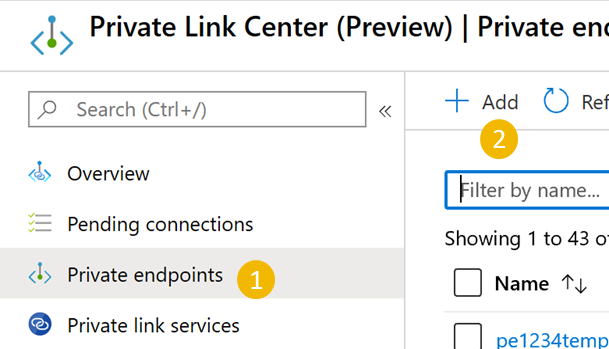 Private Link Center (Preview) | Private en
Search (Ctrl+/)
«
Overview
Pending connections
Private endpoints
1
Private link services
Add
Ref
2
Filter by name...
Showing 1 to 43 o
Name ↑↓
pe1234temp